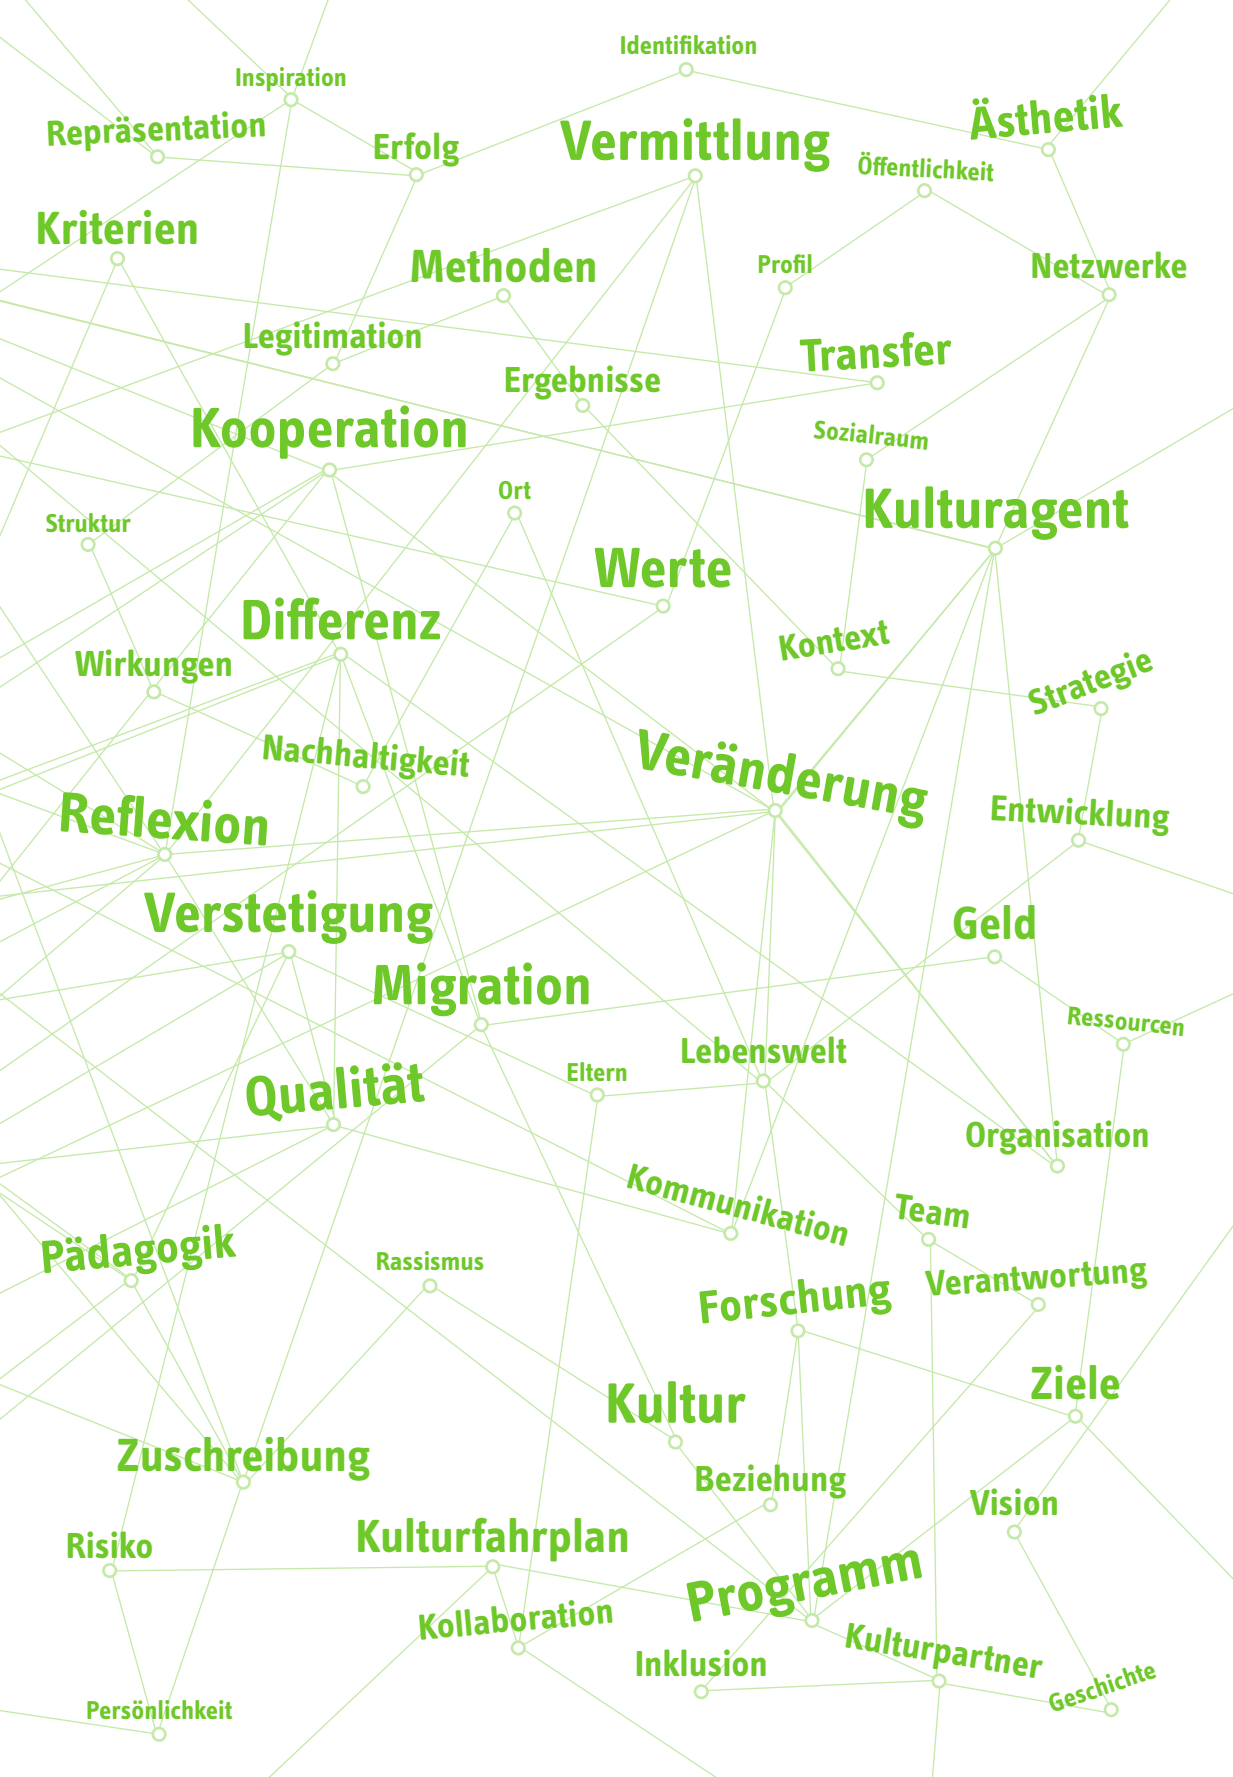 Identifikation
Inspiration
Repräsentation
Erfolg
Vermittlung
Ästhetik
Öffentlichkeit
Kriterien
Methoden
Profil
Netzwerke
Legitimation
Transfer
Ergebnisse
Kooperation
Sozialraum
Ort
Kulturagent
Struktur
Werte
Differenz
Wirkungen
Kontext
Strategie
Nachhaltigkeit
Veränderung
Reflexion
Entwicklung
Verstetigung
Geld
Migration
Ressourcen
Lebenswelt
Eltern
Qualität
Organisation
Kommunikation
Team
Pädagogik
Rassismus
Verantwortung
Forschung
Ziele
Kultur
Zuschreibung
Beziehung
Vision
Risiko
Kulturfahrplan
Programm
Kollaboration
Kulturpartner
Inklusion
Geschichte
Persönlichkeit